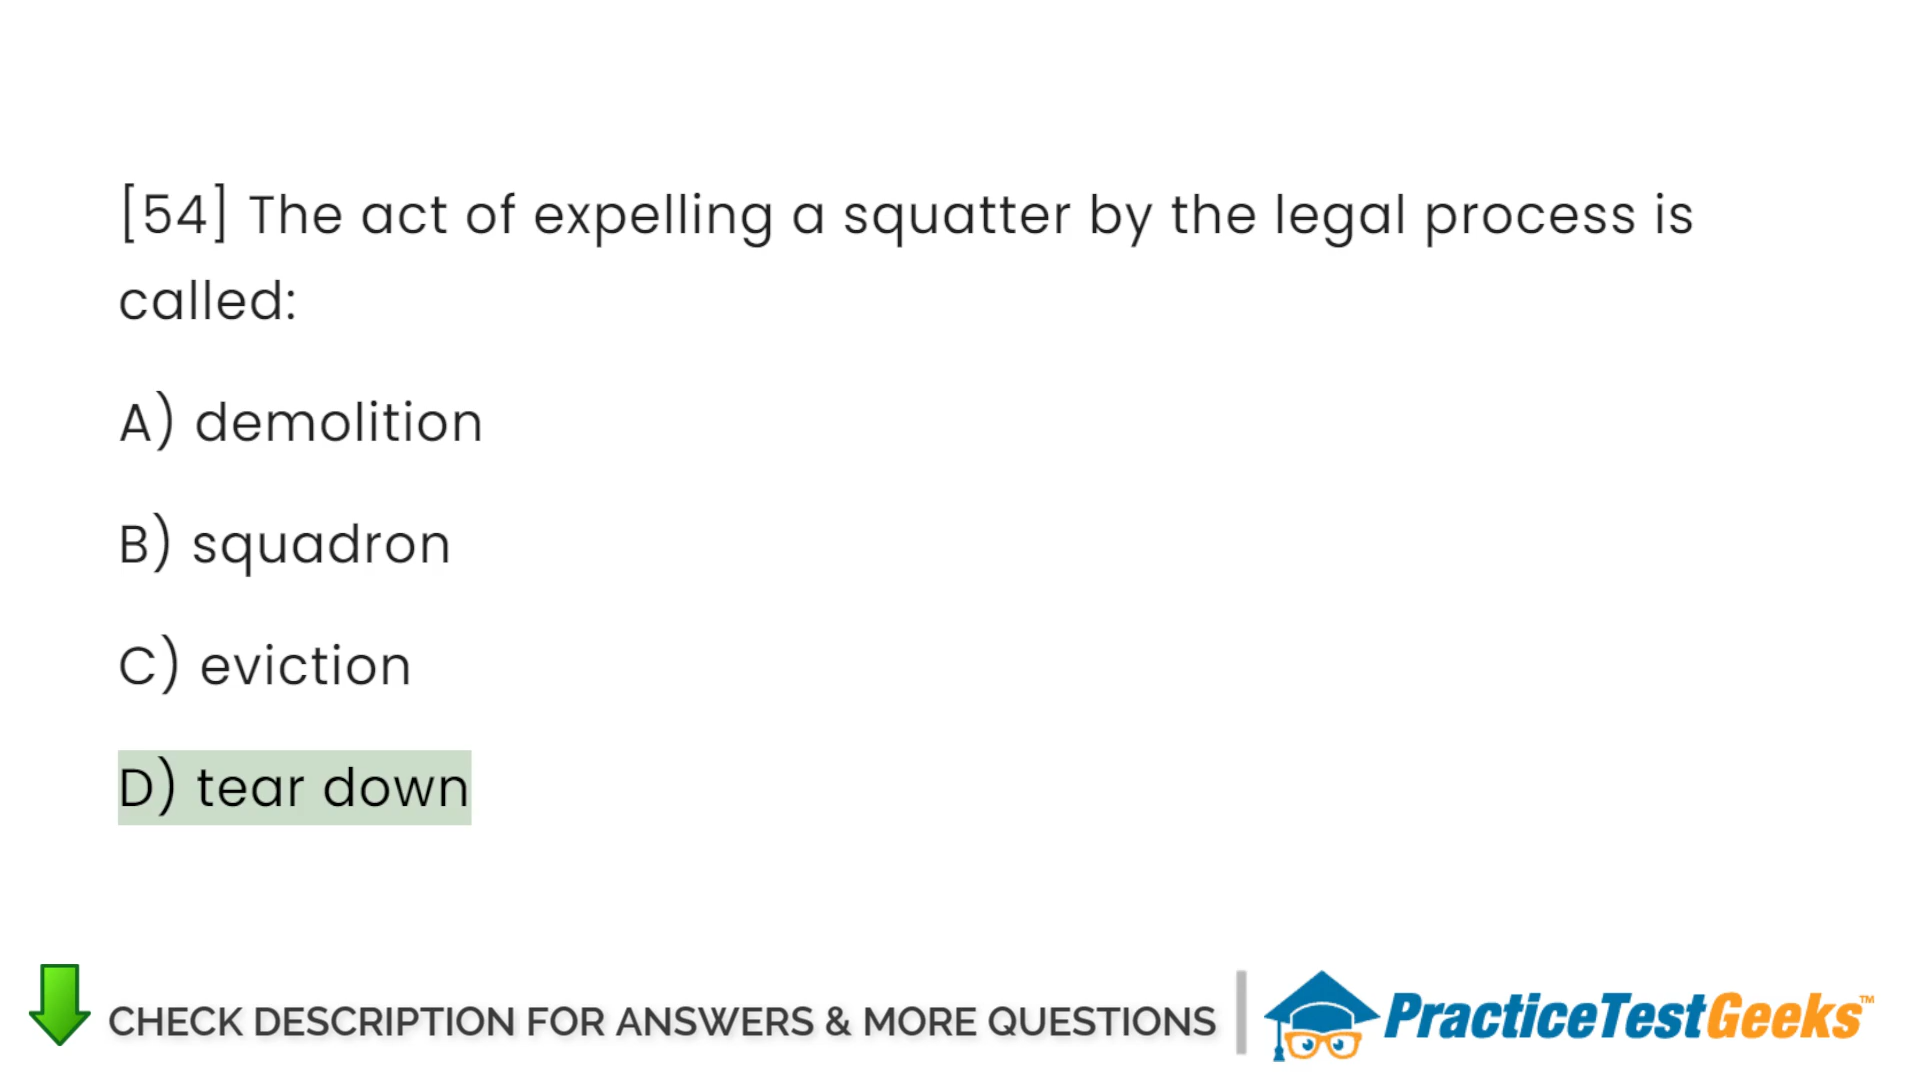 [54] The act of expelling a squatter by the legal process is
called:
A) demolition
B) squadron
C) eviction
D) tear down
CHECK DESCRIPTION FOR ANSWERS & MORE QUESTIONS
PracticeTestGeeks™